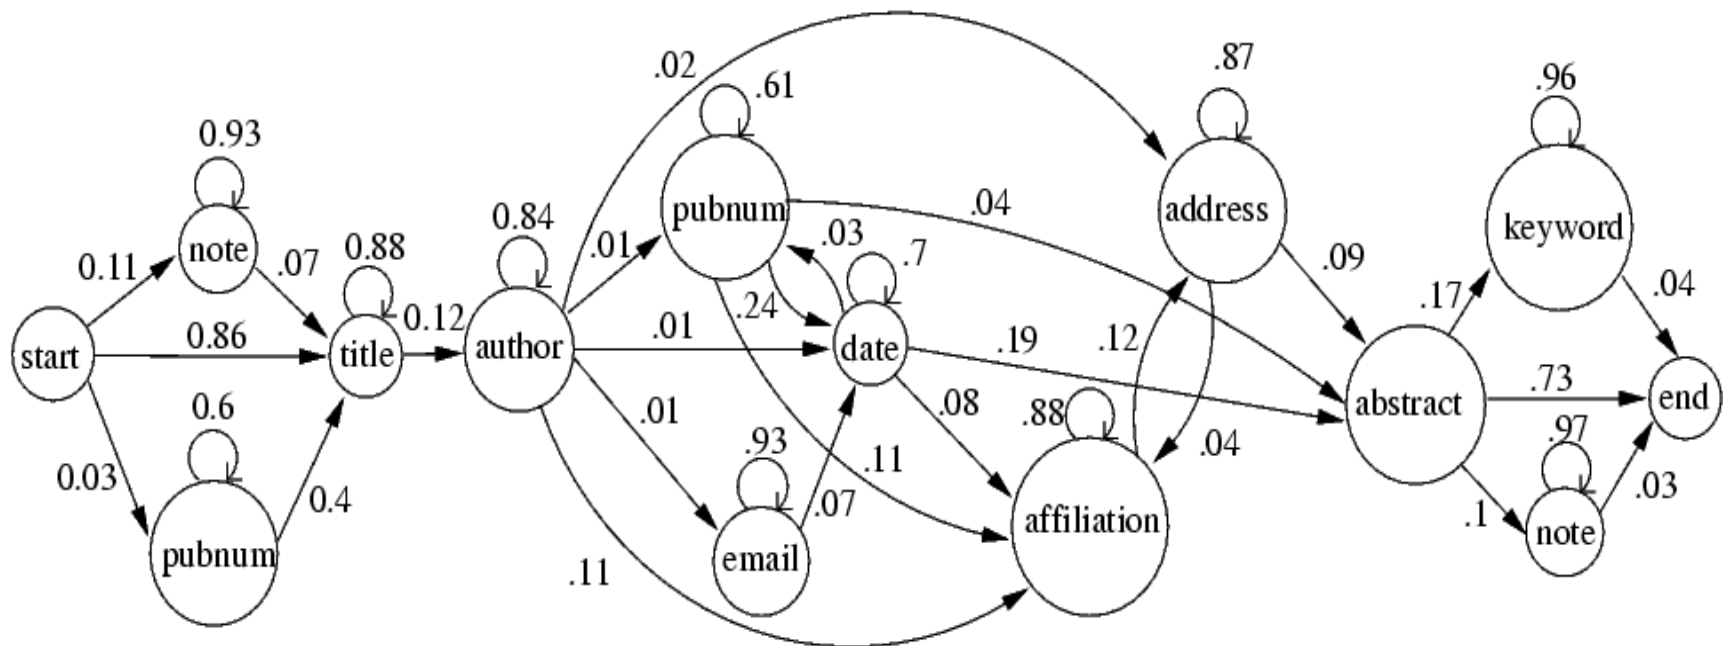 .02
.61
.87
.96
0.93
pubnum
.04
address
keyword
0.84
0.11
note
.07
0.88
.01
.03
.7
.09
.17
.04
0.86
0.12
.24
start
title
author
.01
date
.19
.12
abstract
.73
end
0.6
.01
.08
.88
.04
.97
0.03
0.4
.93
.11
.03
pubnum
.07
affiliation
.1
note
email
.11